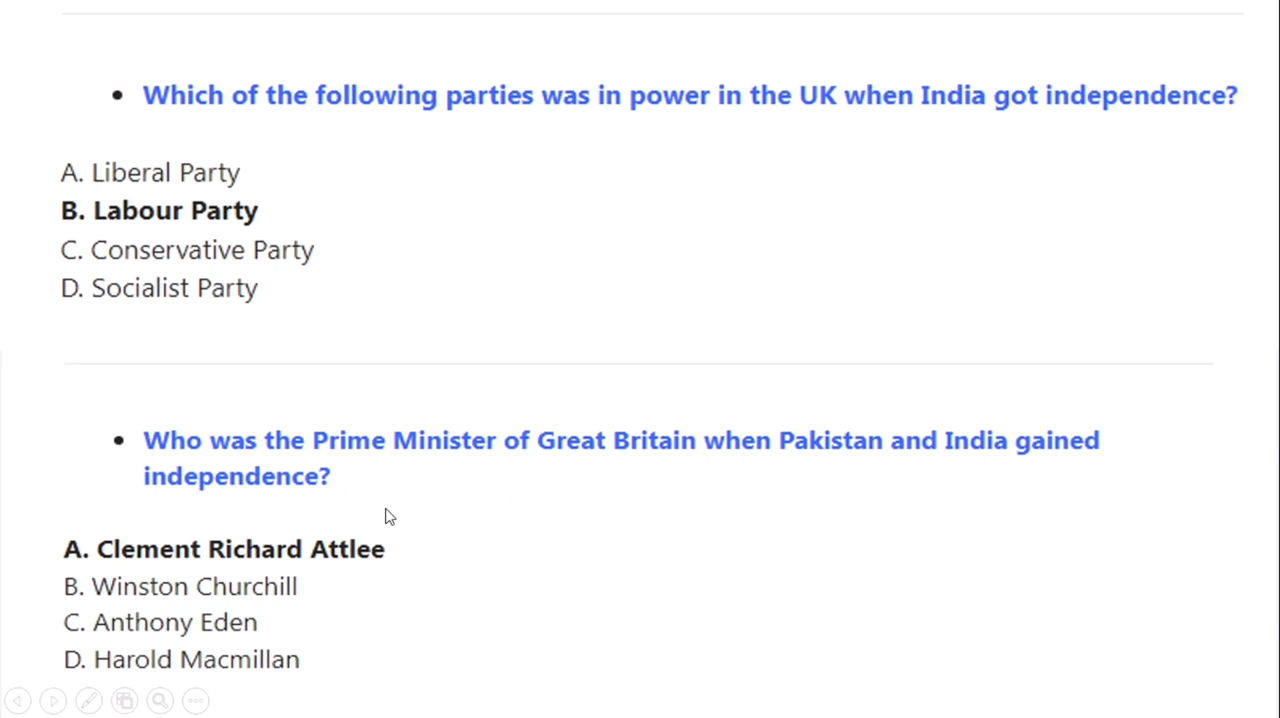 • Which of the following parties was in power in the UK when India got independence?
A. Liberal Party
B. Labour Party
C. Conservative Party
D. Socialist Party
• Who was the Prime Minister of Great Britain when Pakistan and India gained
independence?
A. Clement Richard Attlee
B. Winston Churchill
C. Anthony Eden
D. Harold Macmillan